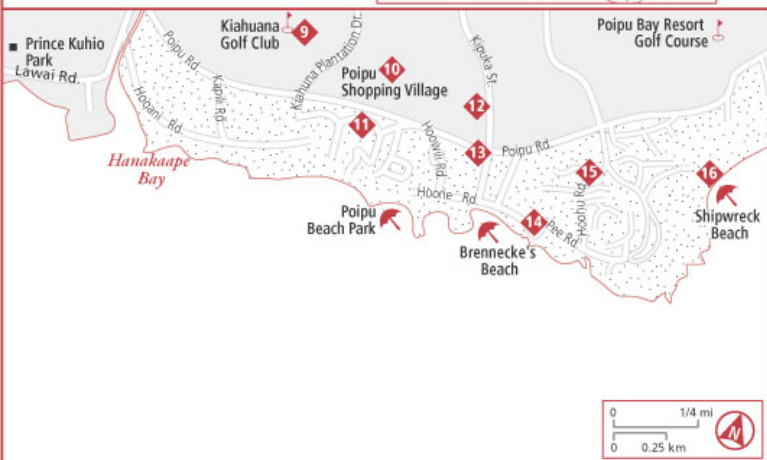 Kiahuana
Golf Club
9
Poipu Bay Resort
Golf Course
Prince Kuhio
Park
Lawai Rd.
Poipu Rd.
Kapili Rd.
Kiahuna Plantation Dr.
Kipuka St.
10
Poipu
Shopping Village
12
11
Hooani Rd.
Hoowili Rd.
13
Poipu Rd.
Hanakaape
Bay
15
16
Hoone Rd.
Hoohu Rd.
Poipu
Beach Park
14
Pee Rd.
Shipwreck
Beach
Brennecke's
Beach
0 1/4 mi
0 0.25 km
N